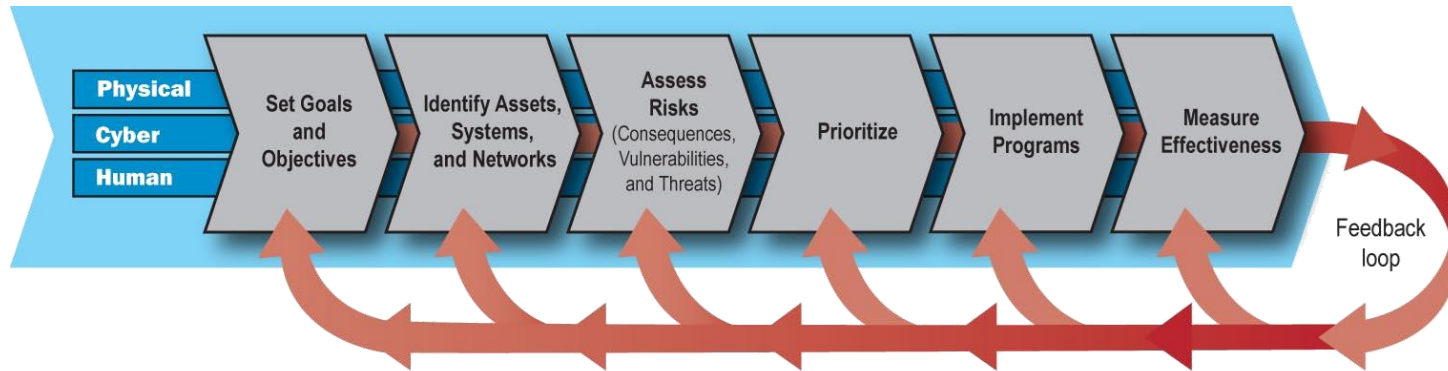 Physical
Cyber
Human
Set Goals
and
Objectives
Identify Assets,
Systems,
and Networks
Assess
Risks
(Consequences,
Vulnerabilities,
and Threats)
Prioritize
Implement
Programs
Measure
Effectiveness
Feedback
loop